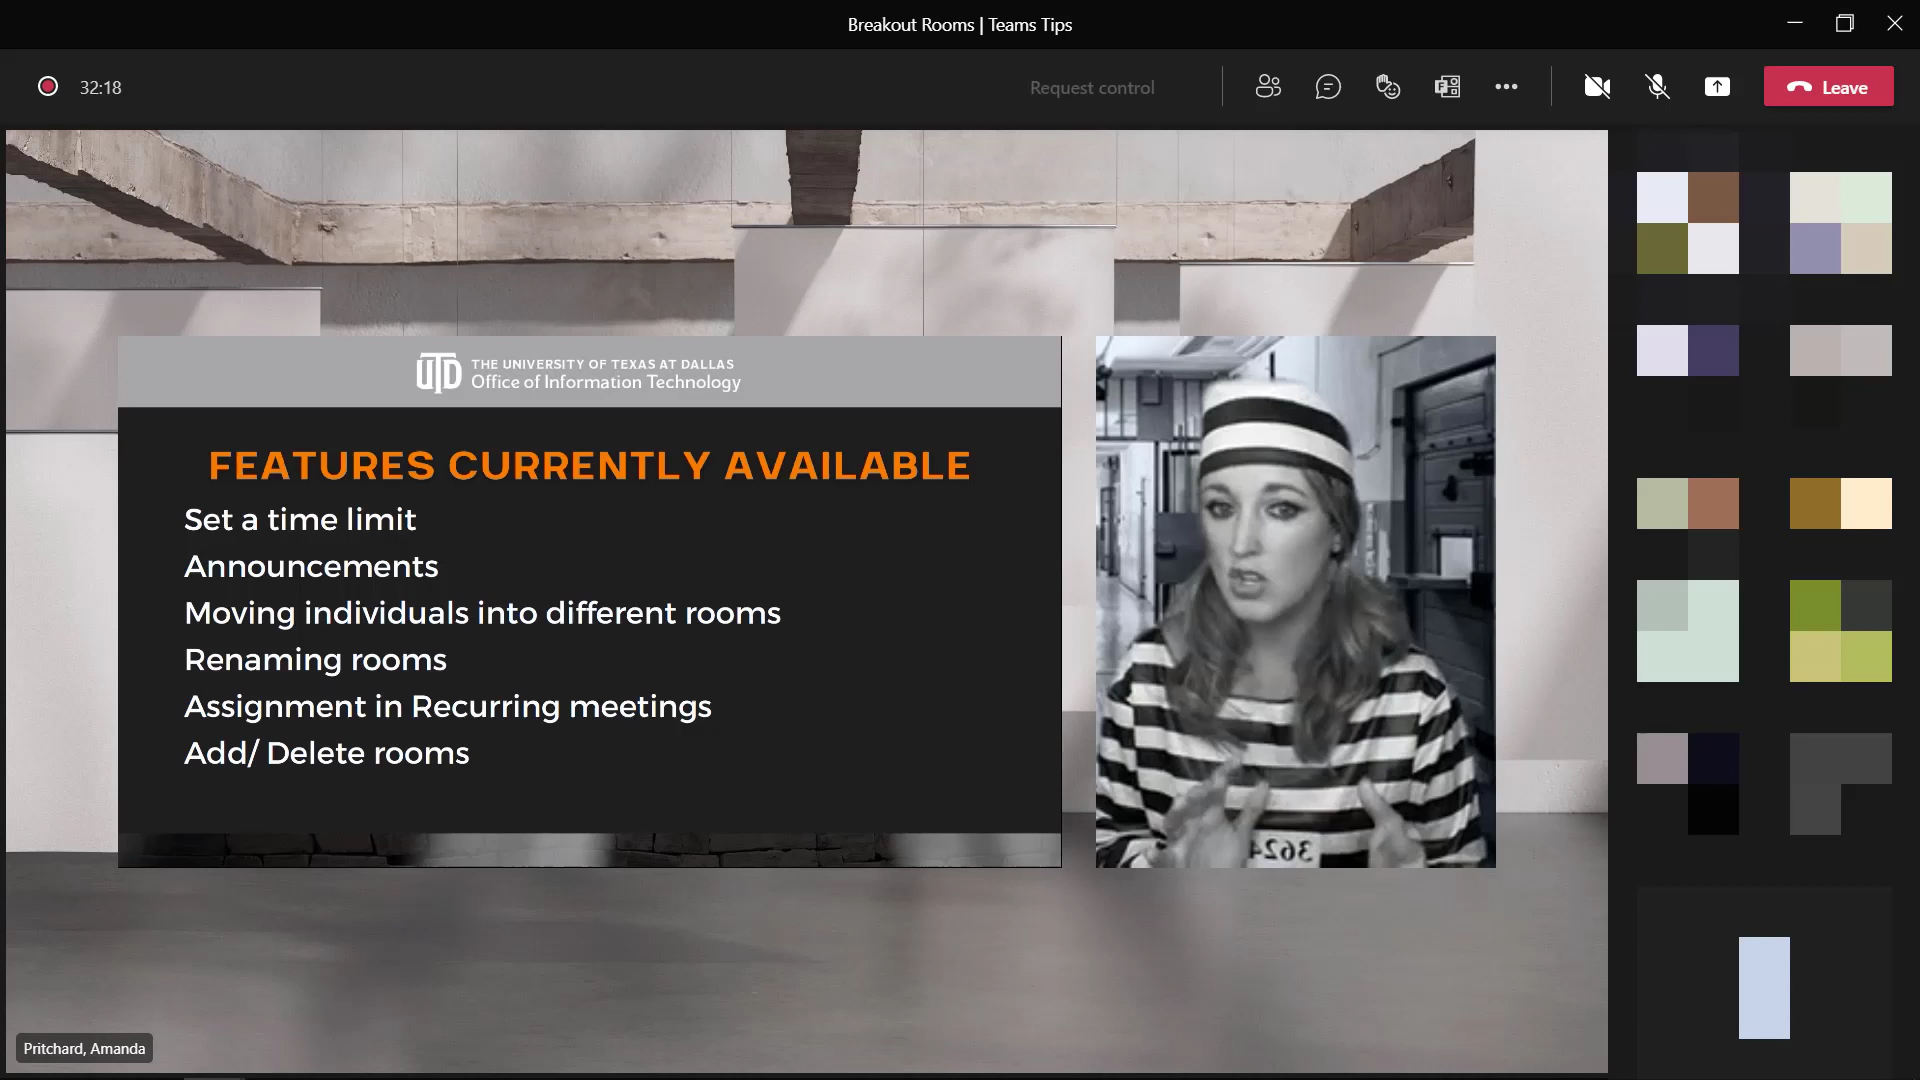 Breakout Rooms | Teams Tips
32:18
Request control
Leave
UTD THE UNIVERSITY OF TEXAS AT DALLAS
Office of Information Technology
FEATURES CURRENTLY AVAILABLE
Set a time limit
Announcements
Moving individuals into different rooms
Renaming rooms
Assignment in Recurring meetings
Add/ Delete rooms
3624
Pritchard, Amanda